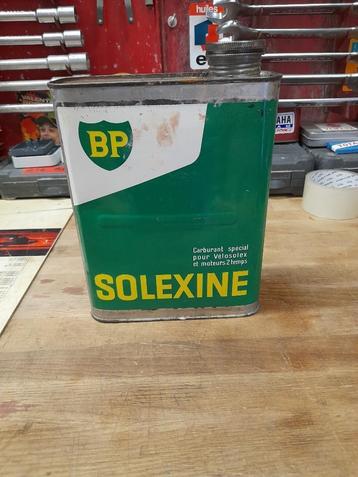 huiles
BP
Carburant spécial
pour Vélosolex
et moteurs 2 temps
SOLEXINE